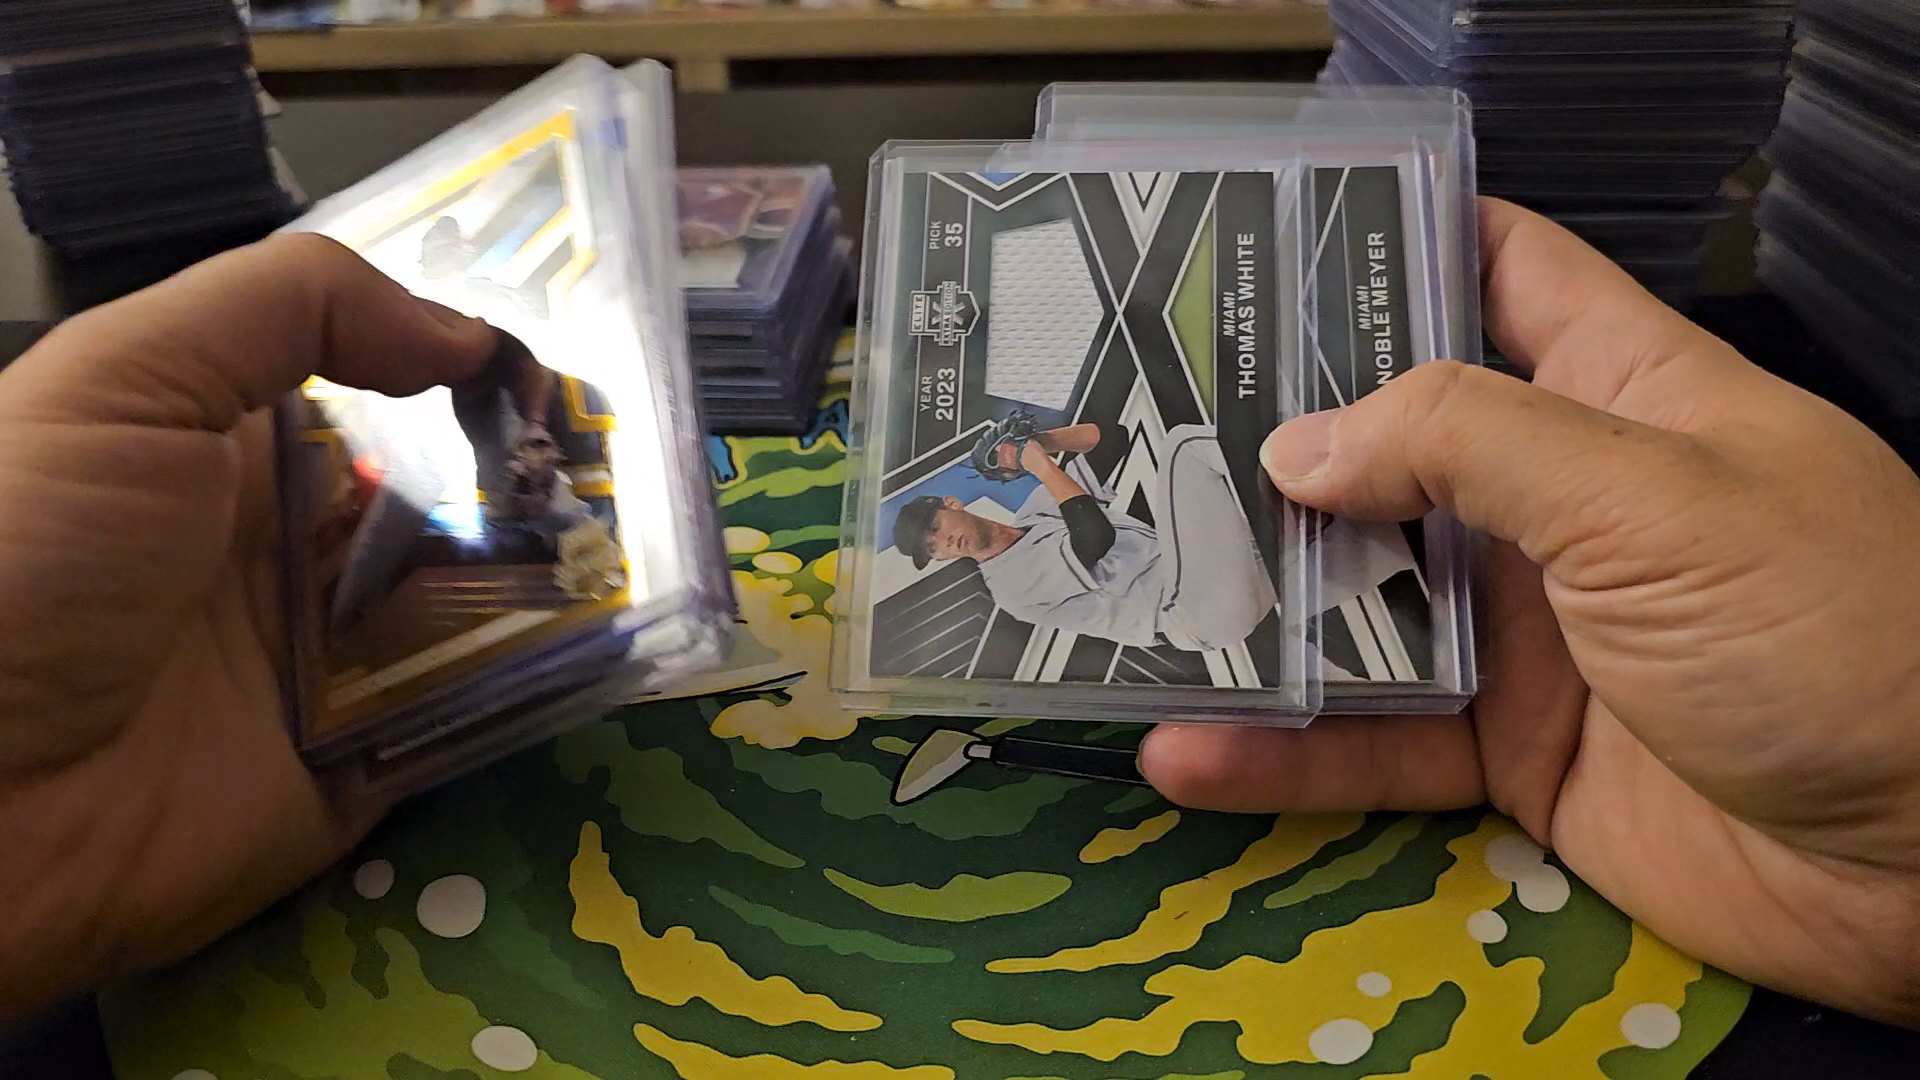 YEAR
2023
ELITE
EXTRA EDITION
PICK
35
MIAMI
THOMAS WHITE
MIAMI
NOBLE MEYER